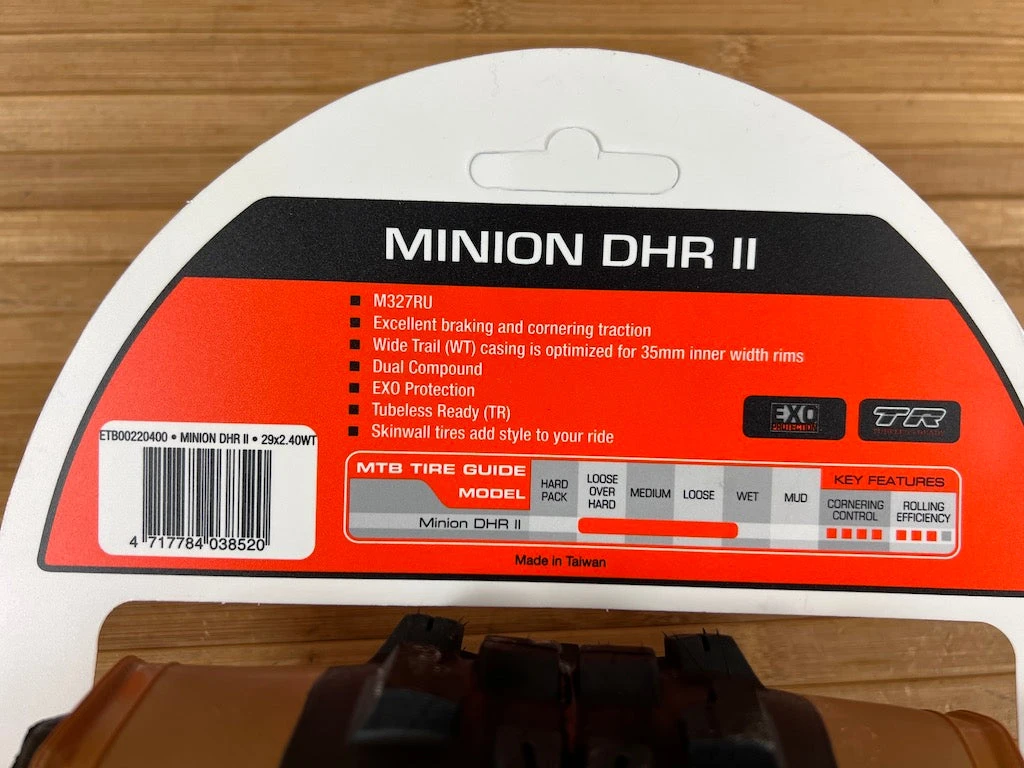 MINION DHR II
M327RU
Excellent braking and cornering traction
Wide Trail (WT) casing is optimized for 35mm inner width rims
Dual Compound
EXO Protection
Tubeless Ready (TR)
Skinwall tires add style to your ride
EXO
PROTECTION
TR
TUBELESS READY
ETB00220400 • MINION DHR II • 29x2.40WT
4 717784 038520
MTB TIRE GUIDE
MODEL
HARD PACK
LOOSE OVER HARD
MEDIUM
LOOSE
WET
MUD
KEY FEATURES
CORNERING CONTROL
ROLLING EFFICIENCY
Minion DHR II
Made in Taiwan